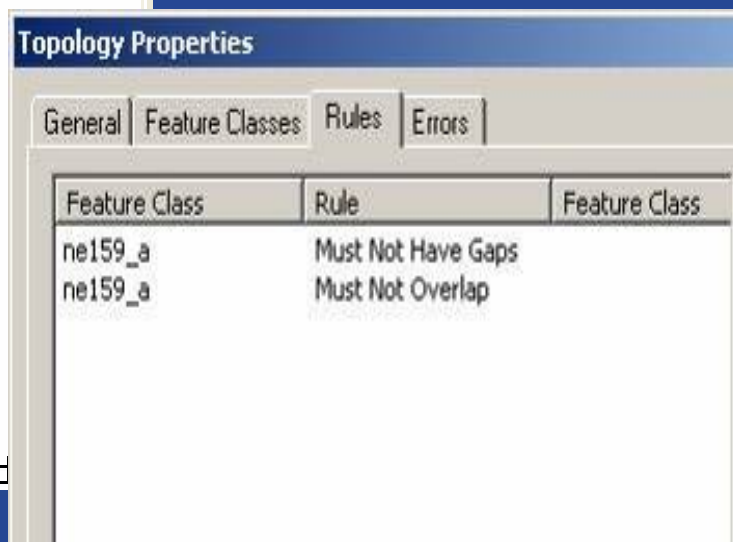 Topology Properties
General Feature Classes Rules Errors
Feature Class Rule Feature Class
ne159_a Must Not Have Gaps
ne159_a Must Not Overlap